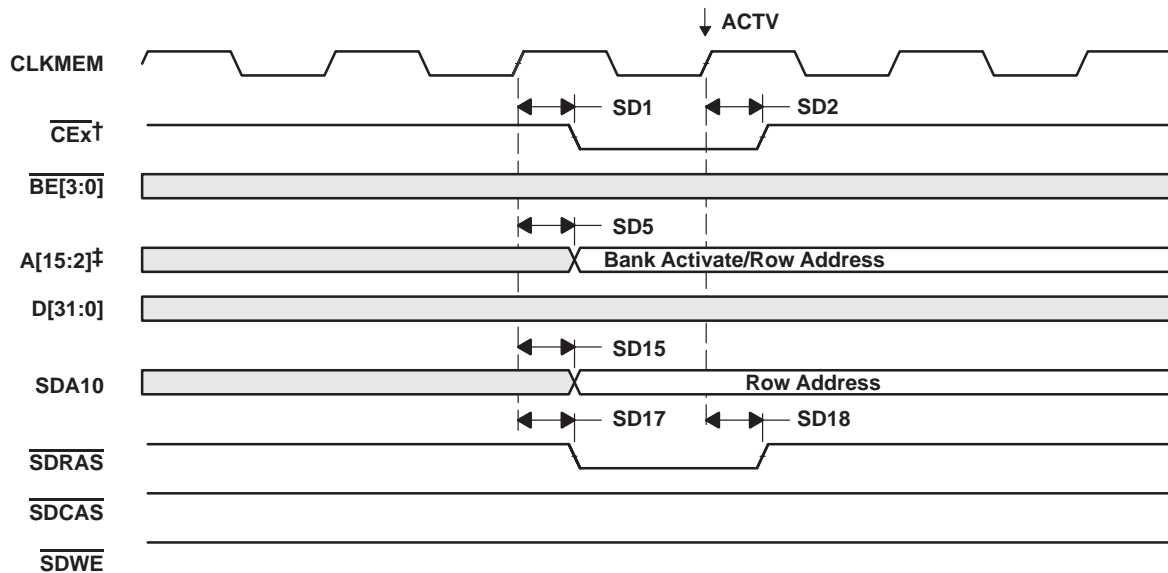 ACTV
CLKMEM
SD1 SD2
CEx†
BE[3:0]
SD5
A[15:2]‡ Bank Activate/Row Address
D[31:0]
SD15
SDA10 Row Address
SD17 SD18
SDRAS
SDCAS
SDWE